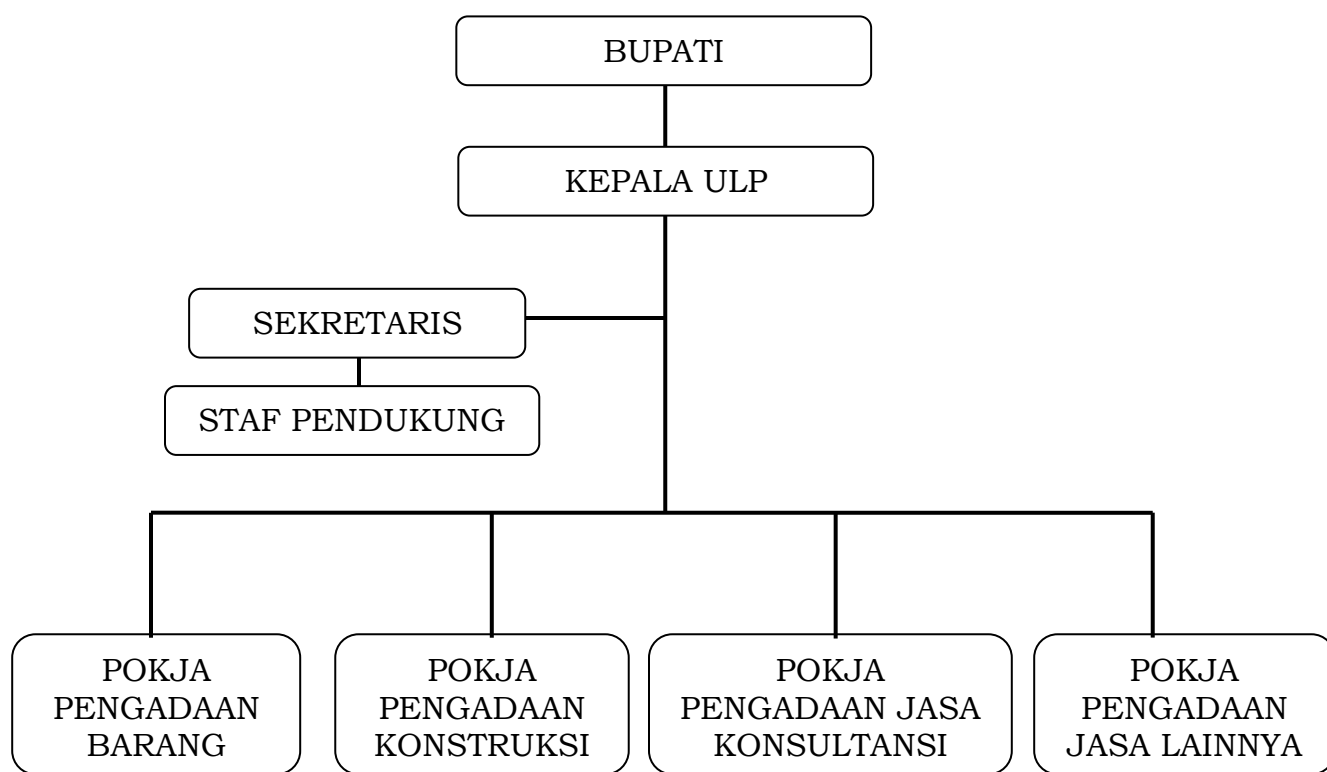 BUPATI
KEPALA ULP
SEKRETARIS
STAF PENDUKUNG
POKJA
PENGADAAN
BARANG
POKJA
PENGADAAN
KONSTRUKSI
POKJA
PENGADAAN JASA
KONSULTANSI
POKJA
PENGADAAN
JASA LAINNYA